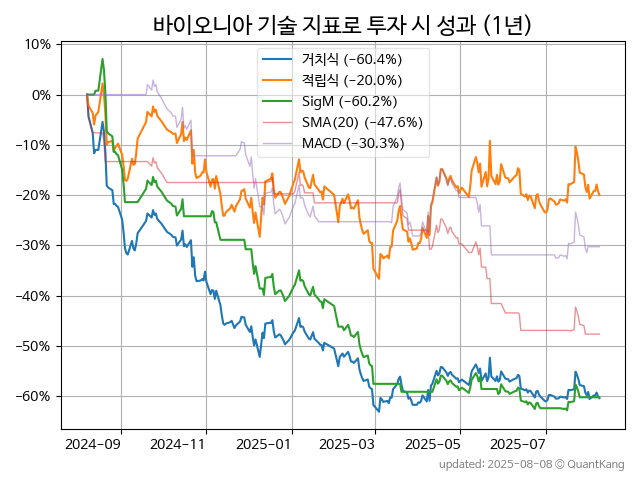 바이오니아 기술 지표로 투자 시 성과 (1년)
10%
0%
−10%
−20%
−30%
−40%
−50%
−60%
거치식 (−60.4%)
적립식 (−20.0%)
SigM (−60.2%)
SMA(20) (−47.6%)
MACD (−30.3%)
2024-09 2024-11 2025-01 2025-03 2025-05 2025-07
updated: 2025-08-08 © QuantKang